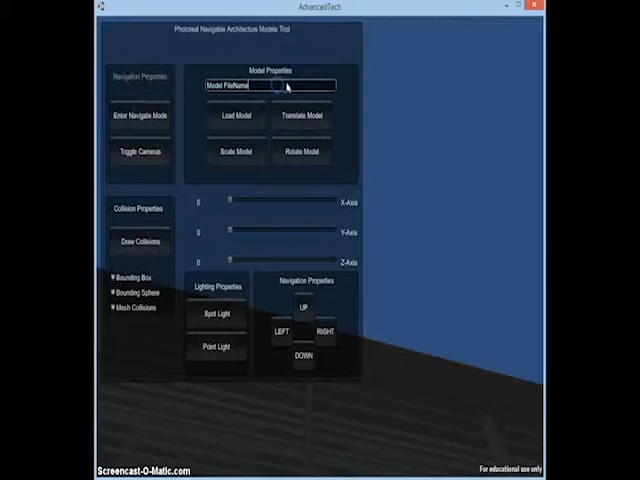 AdvancedTech
Photoreal Navigable Architecture Models Tool
Navigation Properties
Enter Navigate Mode
Toggle Cameras
Model Properties
Model FileName
Load Model
Translate Model
Scale Model
Rotate Model
Collision Properties
Draw Collisions
Bounding Box
Bounding Sphere
Mesh Collisions
0 X-Axis
0 Y-Axis
0 Z-Axis
Lighting Properties
Spot Light
Point Light
Navigation Properties
UP
LEFT RIGHT
DOWN
Screencast-O-Matic.com
For educational use only